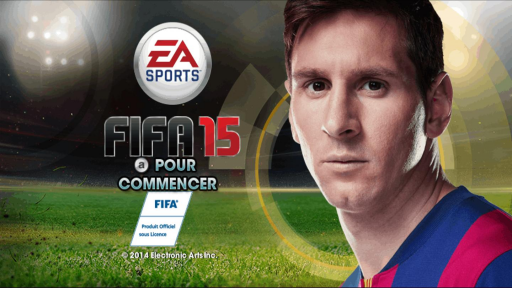 EA
SPORTS
FIFA 15
a POUR
COMMENCER
FIFA
Produit Officiel
sous Licence
© 2014 Electronic Arts Inc.